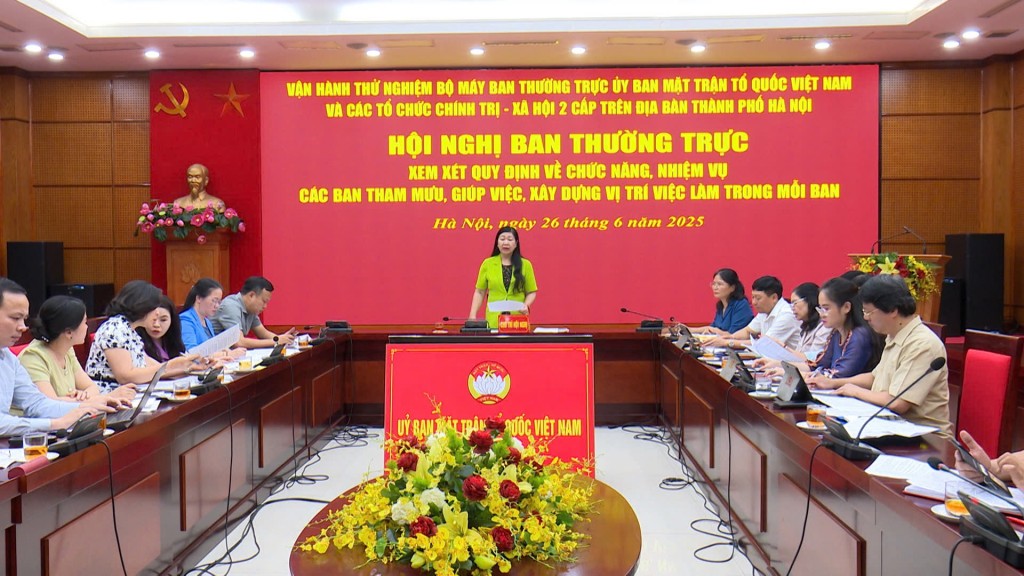 VẬN HÀNH THỬ NGHIỆM BỘ MÁY BAN THƯỜNG TRỰC ỦY BAN MẶT TRẬN TỔ QUỐC VIỆT NAM
VÀ CÁC TỔ CHỨC CHÍNH TRỊ - XÃ HỘI 2 CẤP TRÊN ĐỊA BÀN THÀNH PHỐ HÀ NỘI
HỘI NGHỊ BAN THƯỜNG TRỰC
XEM XÉT QUY ĐỊNH VỀ CHỨC NĂNG, NHIỆM VỤ
CÁC BAN THAM MƯU, GIÚP VIỆC, XÂY DỰNG VỊ TRÍ VIỆC LÀM TRONG MỖI BAN
Hà Nội, ngày 26 tháng 6 năm 2025
ỦY BAN MẶT TRẬN QUỐC VIỆT NAM